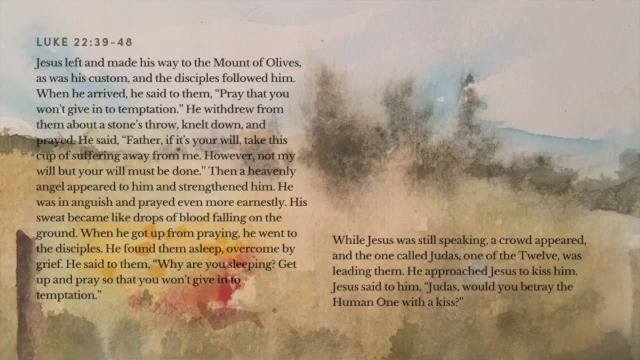 LUKE 22:39-48
Jesus left and made his way to the Mount of Olives,
as was his custom, and the disciples followed him.
When he arrived, he said to them, “Pray that you
won’t give in to temptation.” He withdrew from
them about a stone’s throw, knelt down, and
prayed. He said, “Father, if it’s your will, take this
cup of suffering away from me. However, not my
will but your will must be done.” Then a heavenly
angel appeared to him and strengthened him. He
was in anguish and prayed even more earnestly. His
sweat became like drops of blood falling on the
ground. When he got up from praying, he went to
the disciples. He found them asleep, overcome by
grief. He said to them, “Why are you sleeping? Get
up and pray so that you won’t give in to
temptation.”
While Jesus was still speaking, a crowd appeared,
and the one called Judas, one of the Twelve, was
leading them. He approached Jesus to kiss him.
Jesus said to him, “Judas, would you betray the
Human One with a kiss?”